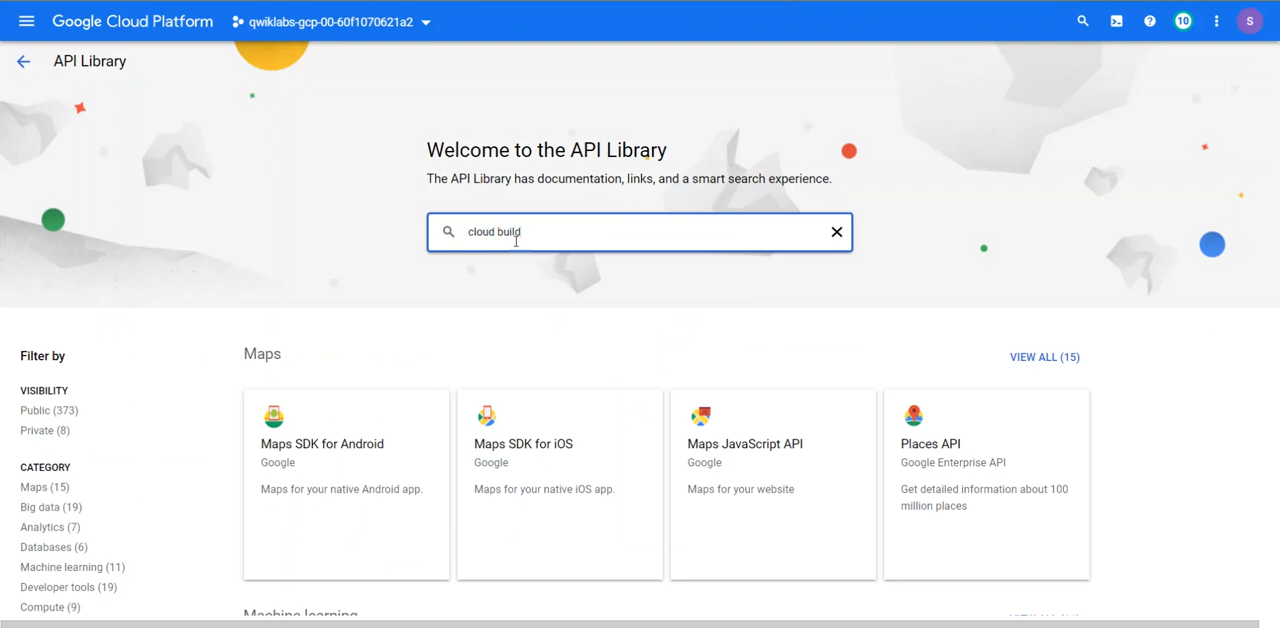 Google Cloud Platform qwiklabs-gcp-00-60f1070621a2 10 S
API Library
Welcome to the API Library
The API Library has documentation, links, and a smart search experience.
cloud build
Filter by
VISIBILITY
Public (373)
Private (8)
CATEGORY
Maps (15)
Big data (19)
Analytics (7)
Databases (6)
Machine learning (11)
Developer tools (19)
Compute (9)
Maps VIEW ALL (15)
Maps SDK for Android
Google
Maps for your native Android app.
Maps SDK for iOS
Google
Maps for your native iOS app.
Maps JavaScript API
Google
Maps for your website
Places API
Google Enterprise API
Get detailed information about 100
million places
Machine learning